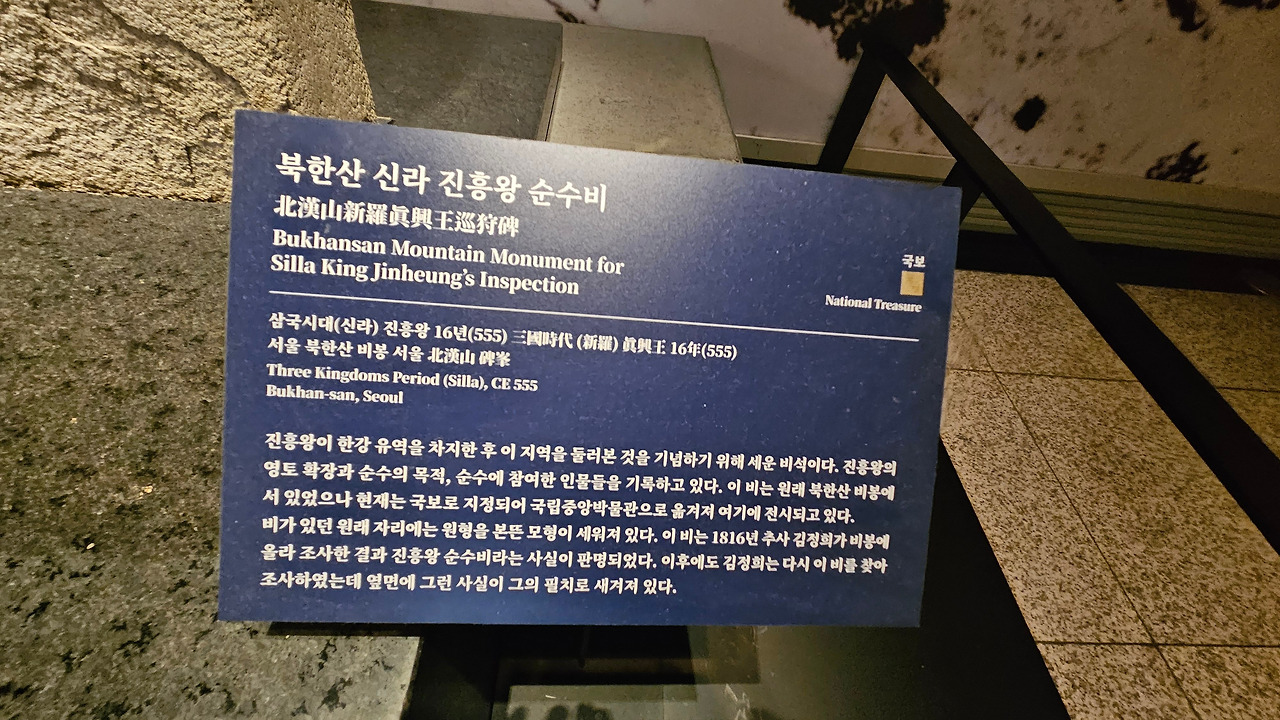 북한산 신라 진흥왕 순수비
北漢山新羅眞興王巡狩碑
Bukhansan Mountain Monument for
Silla King Jinheung's Inspection
국보
National Treasure
삼국시대(신라) 진흥왕 16년(555) 三國時代 (新羅) 眞興王 16年(555)
서울 북한산 비봉 서울 北漢山 碑峯
Three Kingdoms Period (Silla), CE 555
Bukhan-san, Seoul
진흥왕이 한강 유역을 차지한 후 이 지역을 둘러본 것을 기념하기 위해 세운 비석이다. 진흥왕의
영토 확장과 순수의 목적, 순수에 참여한 인물들을 기록하고 있다. 이 비는 원래 북한산 비봉에
서 있었으나 현재는 국보로 지정되어 국립중앙박물관으로 옮겨져 여기에 전시되고 있다.
비가 있던 원래 자리에는 원형을 본뜬 모형이 세워져 있다. 이 비는 1816년 추사 김정희가 비봉에
올라 조사한 결과 진흥왕 순수비라는 사실이 판명되었다. 이후에도 김정희는 다시 이 비를 찾아
조사하였는데 옆면에 그런 사실이 그의 필치로 새겨져 있다.